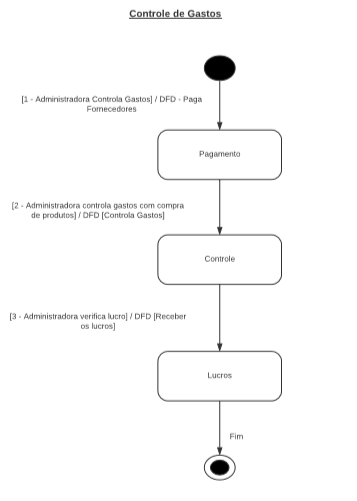 Controle de Gastos
[1 - Administradora Controla Gastos] / DFD - Paga
Fornecedores
Pagamento
[2 - Administradora controla gastos com compra
de produtos] / DFD [Controla Gastos]
Controle
[3 - Administradora verifica lucro] / DFD [Receber
os lucros]
Lucros
Fim